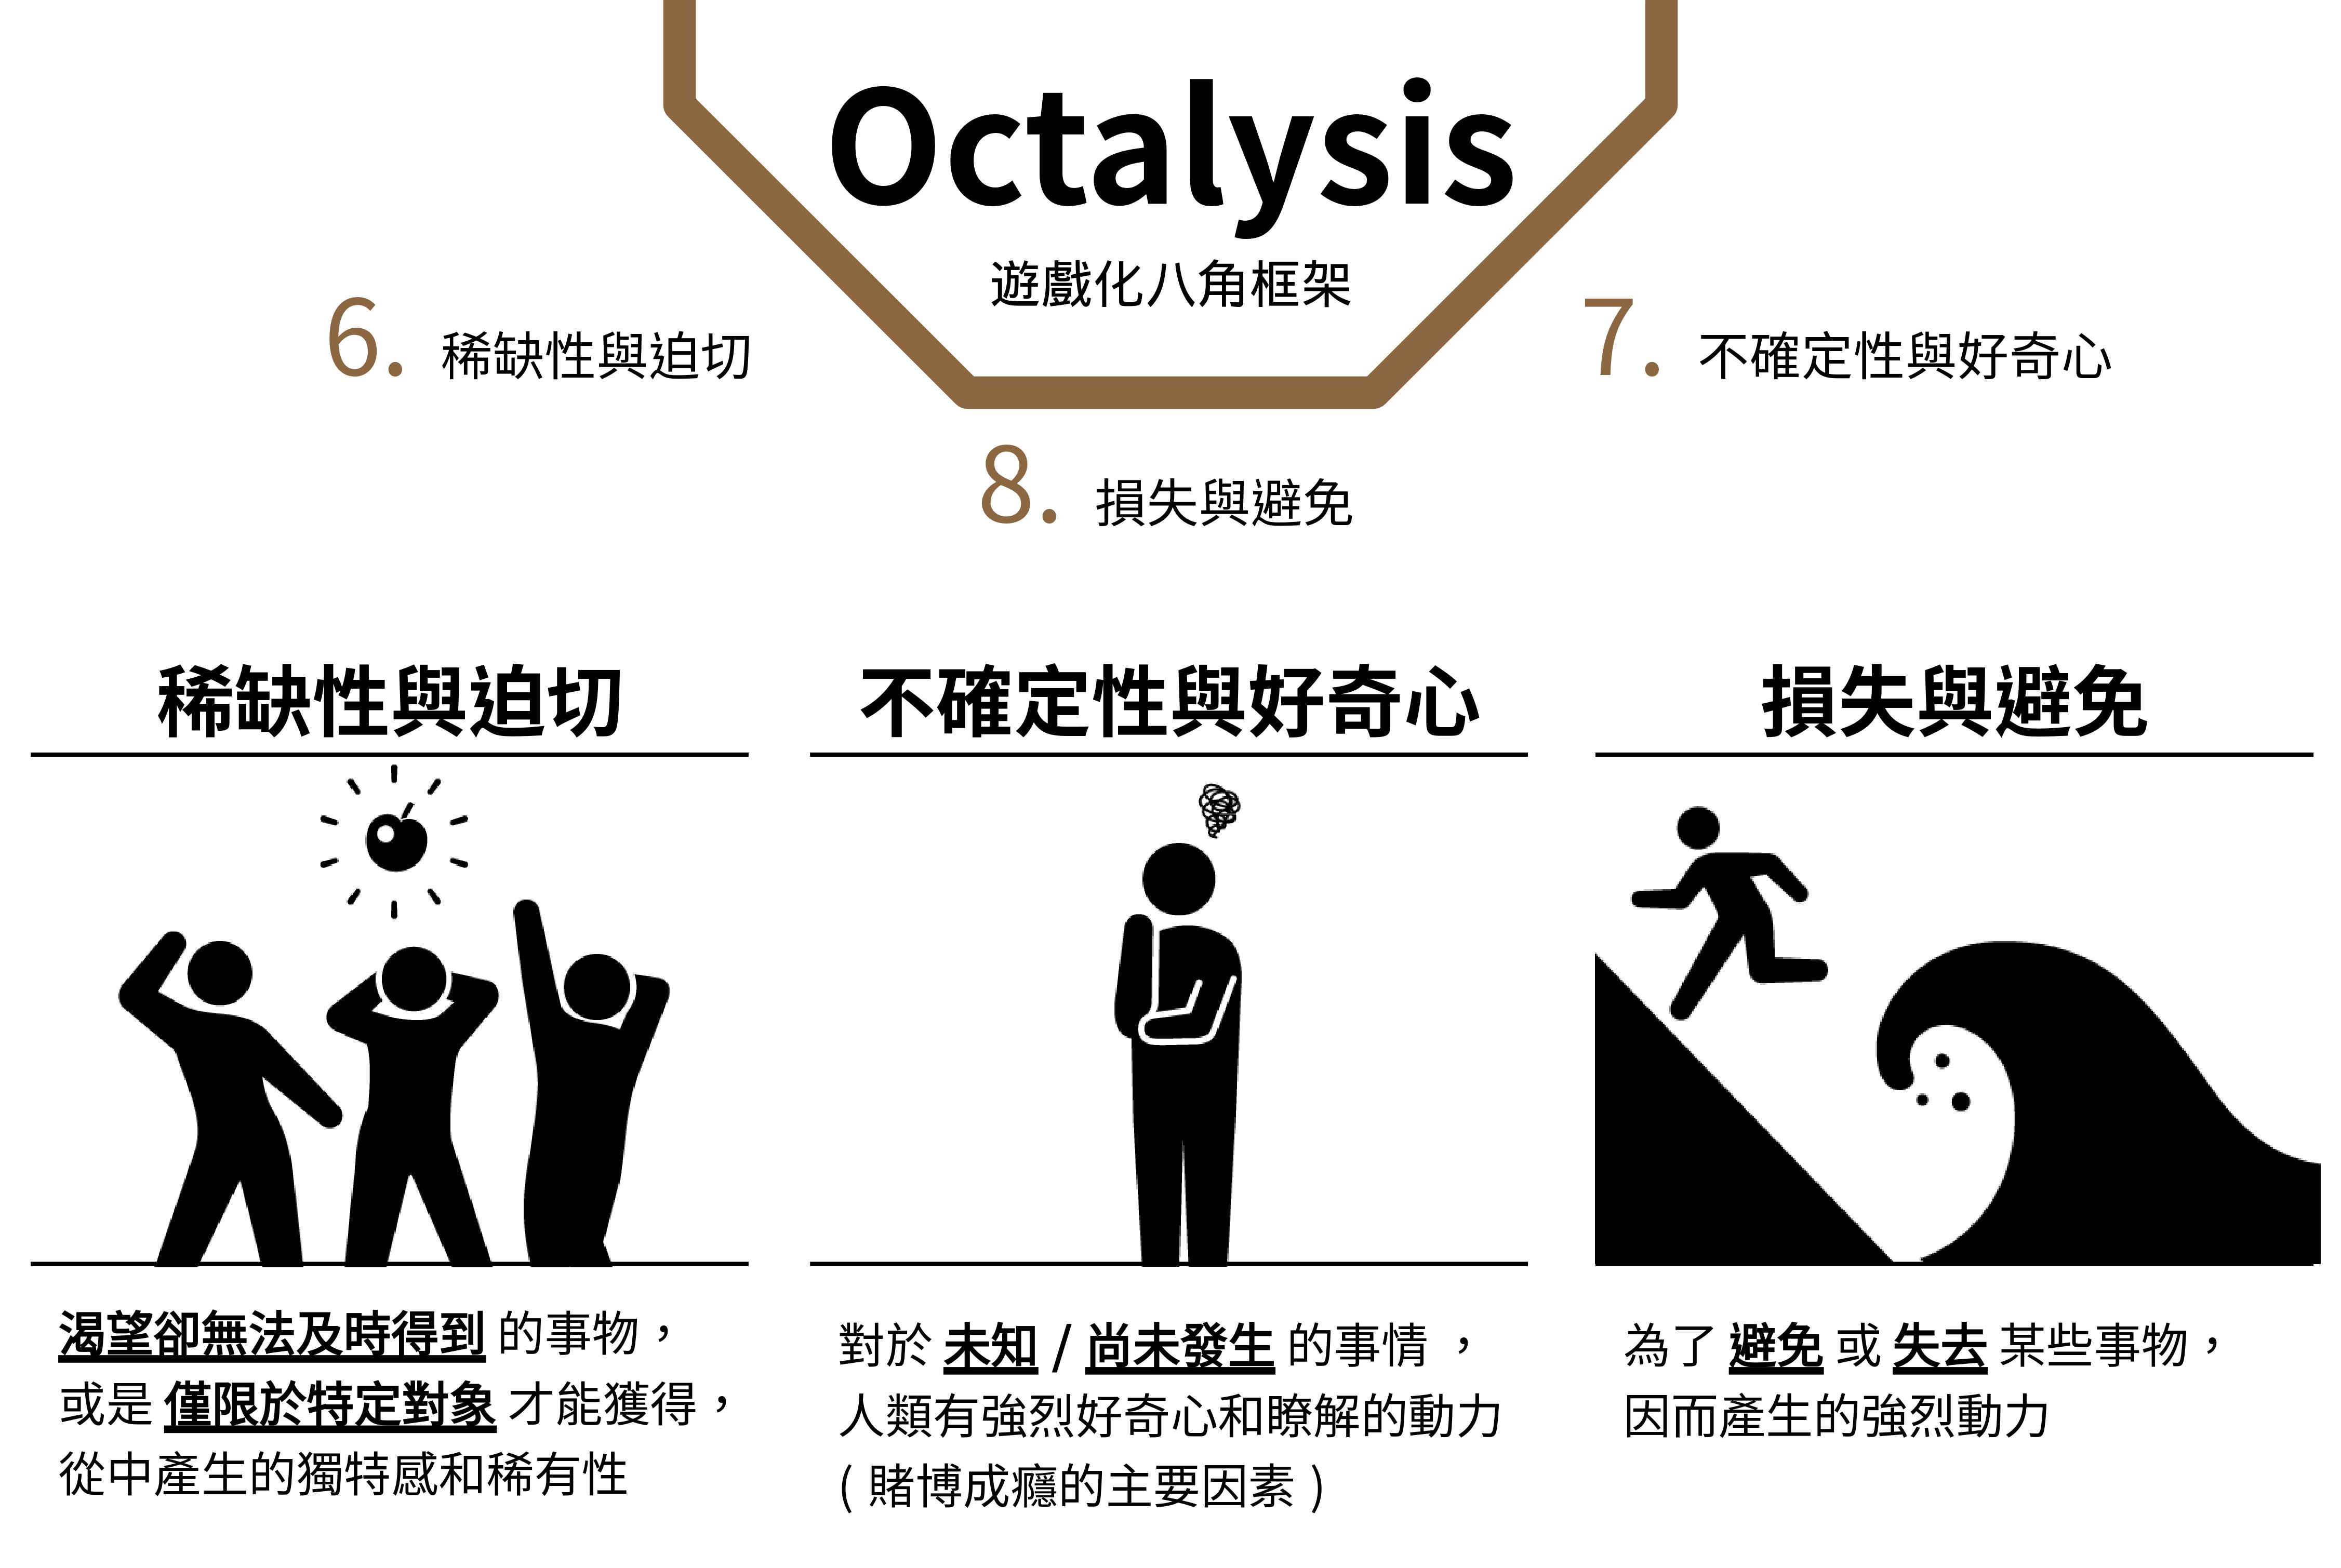 Octalysis
遊戲化八角框架
6. 稀缺性與迫切
7. 不確定性與好奇心
8. 損失與避免
稀缺性與迫切
渴望卻無法及時得到 的事物，
或是 僅限於特定對象 才能獲得，
從中產生的獨特感和稀有性
不確定性與好奇心
對於 未知 / 尚未發生 的事情 ，
人類有強烈好奇心和瞭解的動力
( 賭博成癮的主要因素 )
損失與避免
為了 避免 或 失去 某些事物，
因而產生的強烈動力